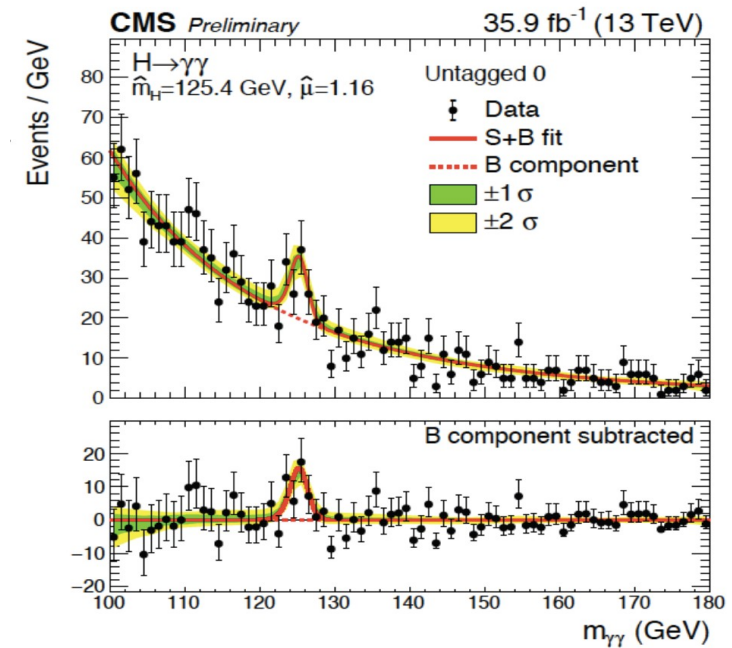 CMS Preliminary 35.9 fb⁻¹ (13 TeV)
H→γγ
m̂H=125.4 GeV, μ̂=1.16
Untagged 0
Data
S+B fit
B component
±1 σ
±2 σ
Events / GeV
80
70
60
50
40
30
20
10
0
B component subtracted
20
10
0
−10
−20
100 110 120 130 140 150 160 170 180
mγγ (GeV)